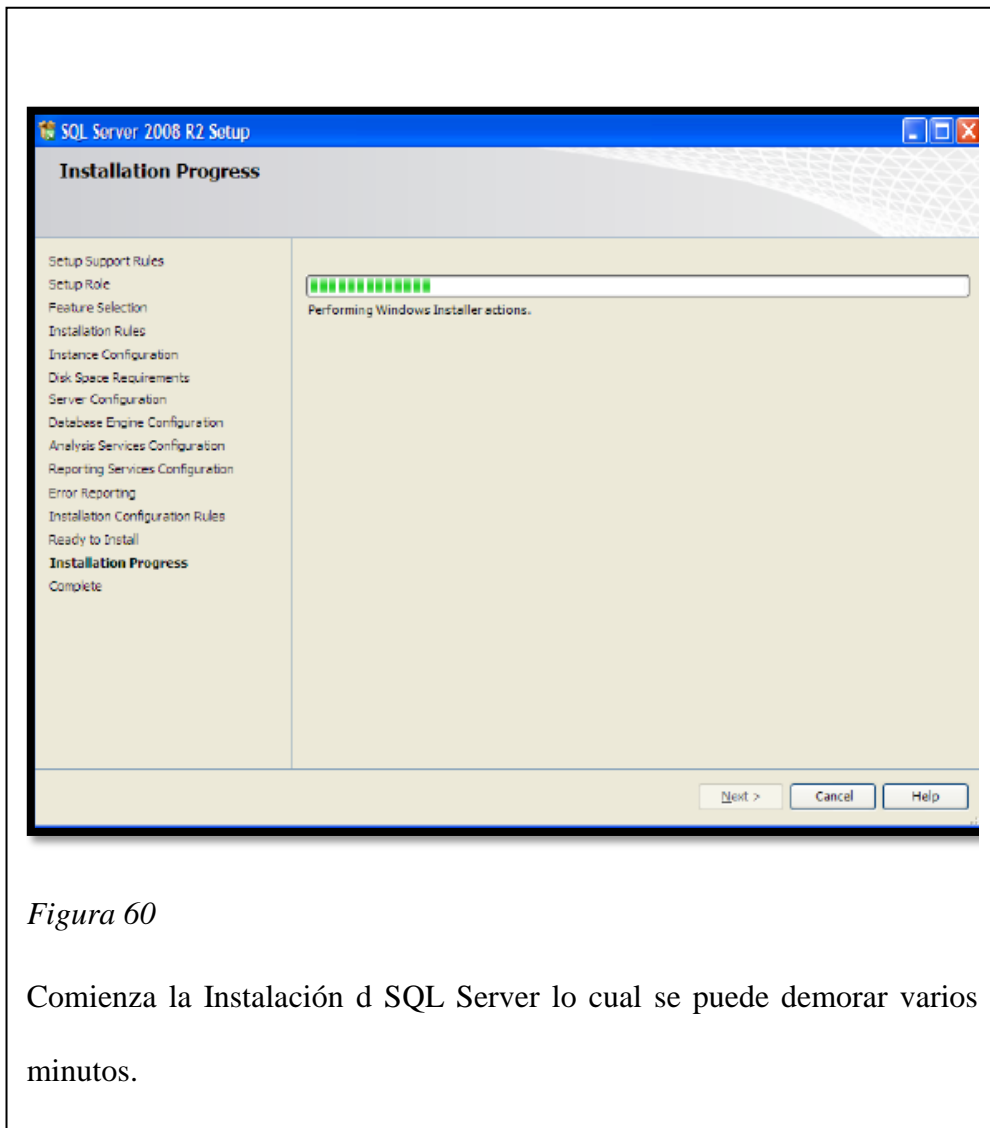 SQL Server 2008 R2 Setup
Installation Progress
Setup Support Rules
Setup Role
Feature Selection
Installation Rules
Instance Configuration
Disk Space Requirements
Server Configuration
Database Engine Configuration
Analysis Services Configuration
Reporting Services Configuration
Error Reporting
Installation Configuration Rules
Ready to Install
Installation Progress
Complete
Performing Windows Installer actions.
Next >
Cancel
Help
Figura 60
Comienza la Instalación d SQL Server lo cual se puede demorar varios
minutos.